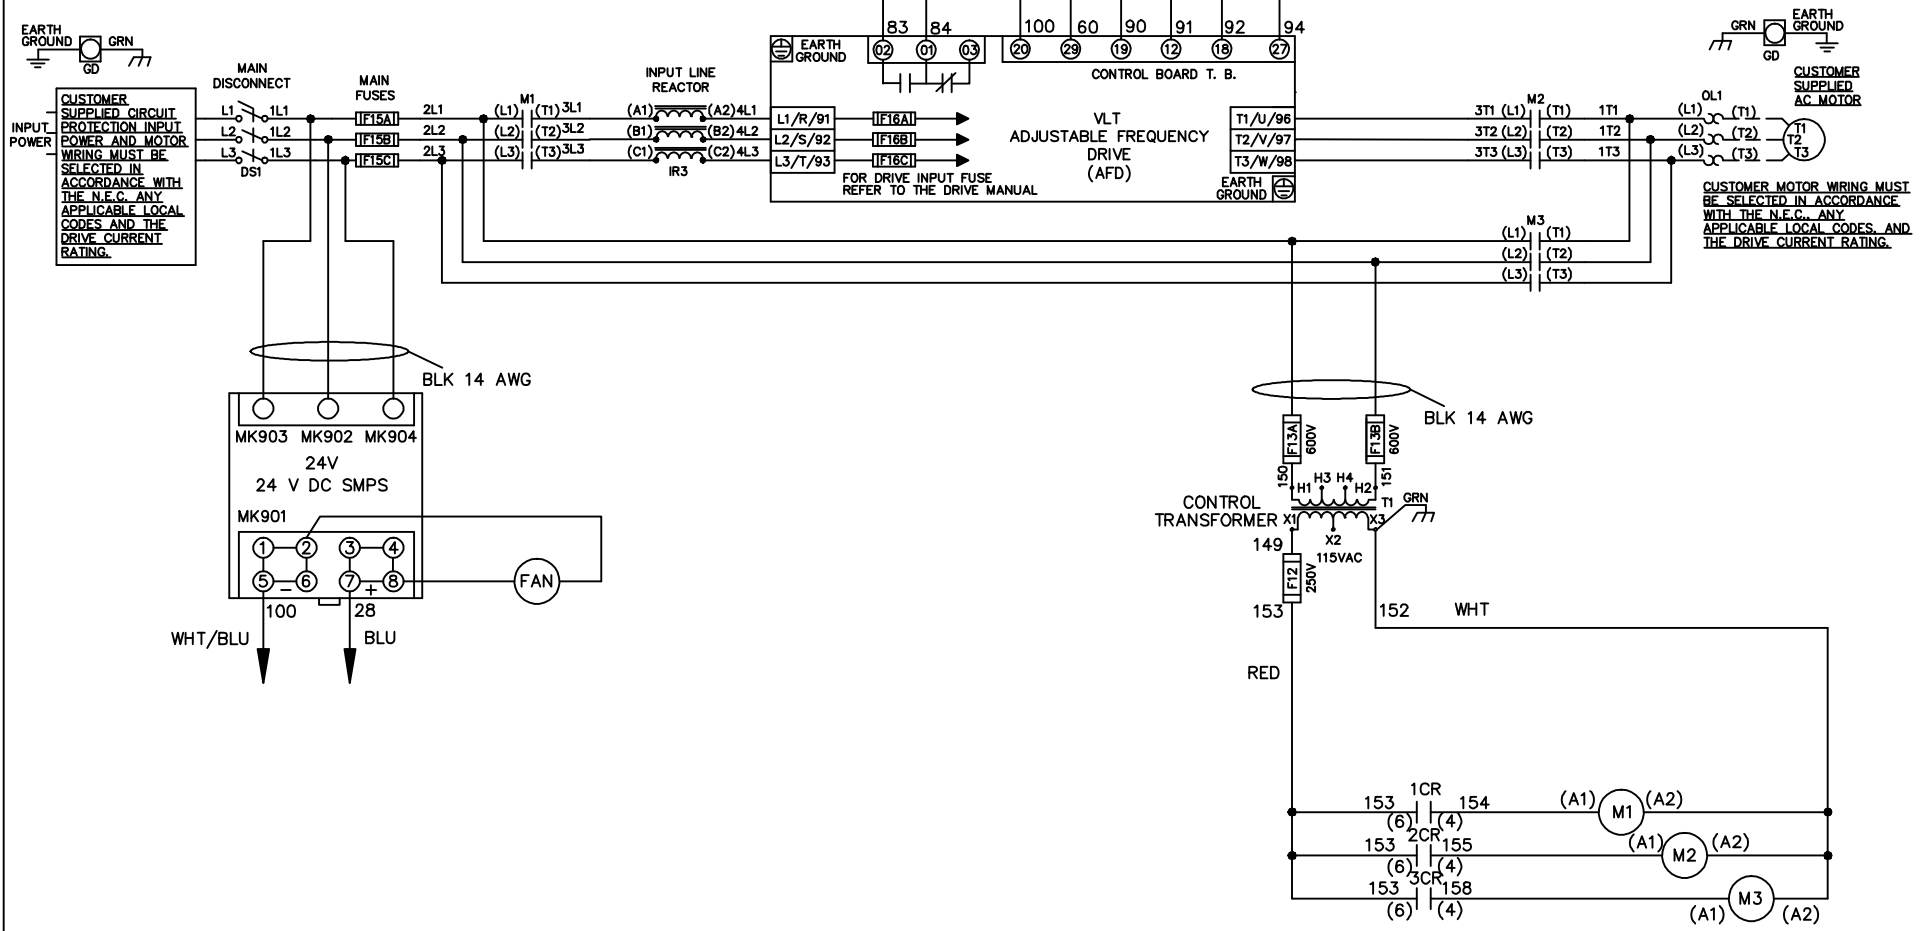 83 84 100 60 90 91 92 94
EARTH
GROUND
GRN
GD
EARTH
GROUND
02 01 03
20 29 19 12 18 27
CONTROL BOARD T. B.
GRN
EARTH
GROUND
GD
MAIN
DISCONNECT
MAIN
FUSES
INPUT LINE
REACTOR
CUSTOMER
SUPPLIED
AC MOTOR
INPUT
POWER
CUSTOMER
SUPPLIED CIRCUIT
PROTECTION INPUT
POWER AND MOTOR
WIRING MUST BE
SELECTED IN
ACCORDANCE WITH
THE N.E.C. ANY
APPLICABLE LOCAL
CODES AND THE
DRIVE CURRENT
RATING.
M1
M2
OL1
L1 1L1 F15A 2L1 (L1) (T1) 3L1 (A1) (A2) 4L1 L1/R/91 F16A
L2 1L2 F15B 2L2 (L2) (T2) 3L2 (B1) (B2) 4L2 L2/S/92 F16B
L3 1L3 F15C 2L3 (L3) (T3) 3L3 (C1) (C2) 4L3 L3/T/93 F16C
DS1
IR3
VLT
ADJUSTABLE FREQUENCY
DRIVE
(AFD)
FOR DRIVE INPUT FUSE
REFER TO THE DRIVE MANUAL
EARTH
GROUND
T1/U/96 3T1 (L1) (T1) 1T1 (L1) (T1) T1
T2/V/97 3T2 (L2) (T2) 1T2 (L2) (T2) T2
T3/W/98 3T3 (L3) (T3) 1T3 (L3) (T3) T3
CUSTOMER MOTOR WIRING MUST
BE SELECTED IN ACCORDANCE
WITH THE N.E.C., ANY
APPLICABLE LOCAL CODES, AND
THE DRIVE CURRENT RATING.
M3
(L1) (T1)
(L2) (T2)
(L3) (T3)
BLK 14 AWG
MK903 MK902 MK904
24V
24 V DC SMPS
MK901
1 2 3 4
5 − 6 7 + 8
FAN
100 28
WHT/BLU BLU
BLK 14 AWG
F13A 600V F13B 600V
150 151
H1 H3 H4 H2
T1
GRN
CONTROL
TRANSFORMER
X1 X3
X2
115VAC
149
F12 250V
153 152 WHT
RED
1CR
153 154 (A1) M1 (A2)
(6) (4)
2CR
153 155 (A1) M2 (A2)
(6) (4)
3CR
153 158 M3
(6) (4) (A1) (A2)